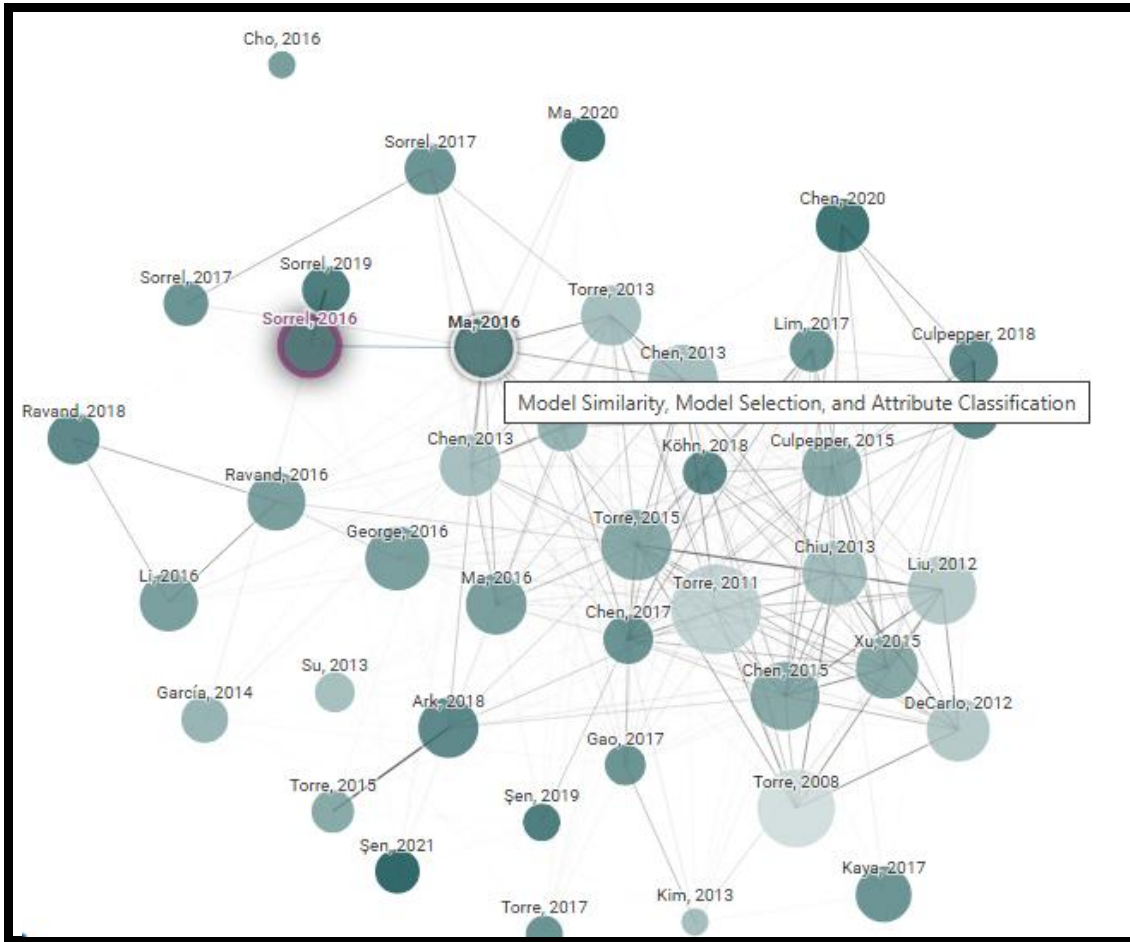 Cho, 2016
Ma, 2020
Sorrel, 2017
Chen, 2020
Sorrel, 2019
Sorrel, 2017
Torre, 2013
Sorrel, 2016
Ma, 2016
Lim, 2017
Culpepper, 2018
Chen, 2013
Model Similarity, Model Selection, and Attribute Classification
Ravand, 2018
Chen, 2013
Köhn, 2018
Culpepper, 2015
Ravand, 2016
Torre, 2015
George, 2016
Chiu, 2013
Liu, 2012
Li, 2016
Ma, 2016
Torre, 2011
Chen, 2017
Xu, 2015
Su, 2013
Chen, 2015
García, 2014
Ark, 2018
DeCarlo, 2012
Gao, 2017
Torre, 2015
Torre, 2008
Şen, 2019
Şen, 2021
Kaya, 2017
Kim, 2013
Torre, 2017